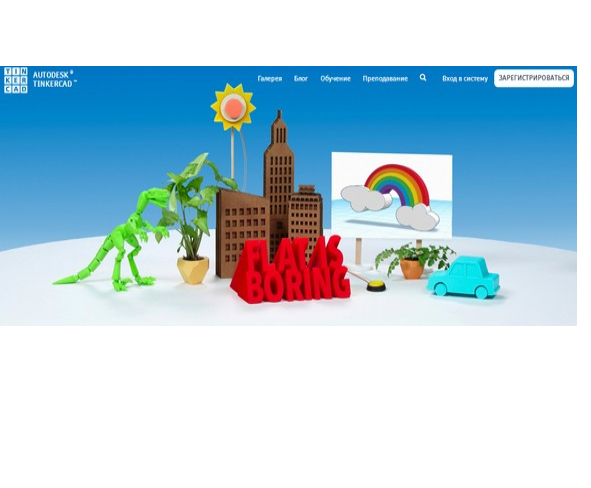 TIN
KER
CAD
AUTODESK®
TINKERCAD™
Галерея Блог Обучение Преподавание Вход в систему ЗАРЕГИСТРИРОВАТЬСЯ
FLAT IS
BORING